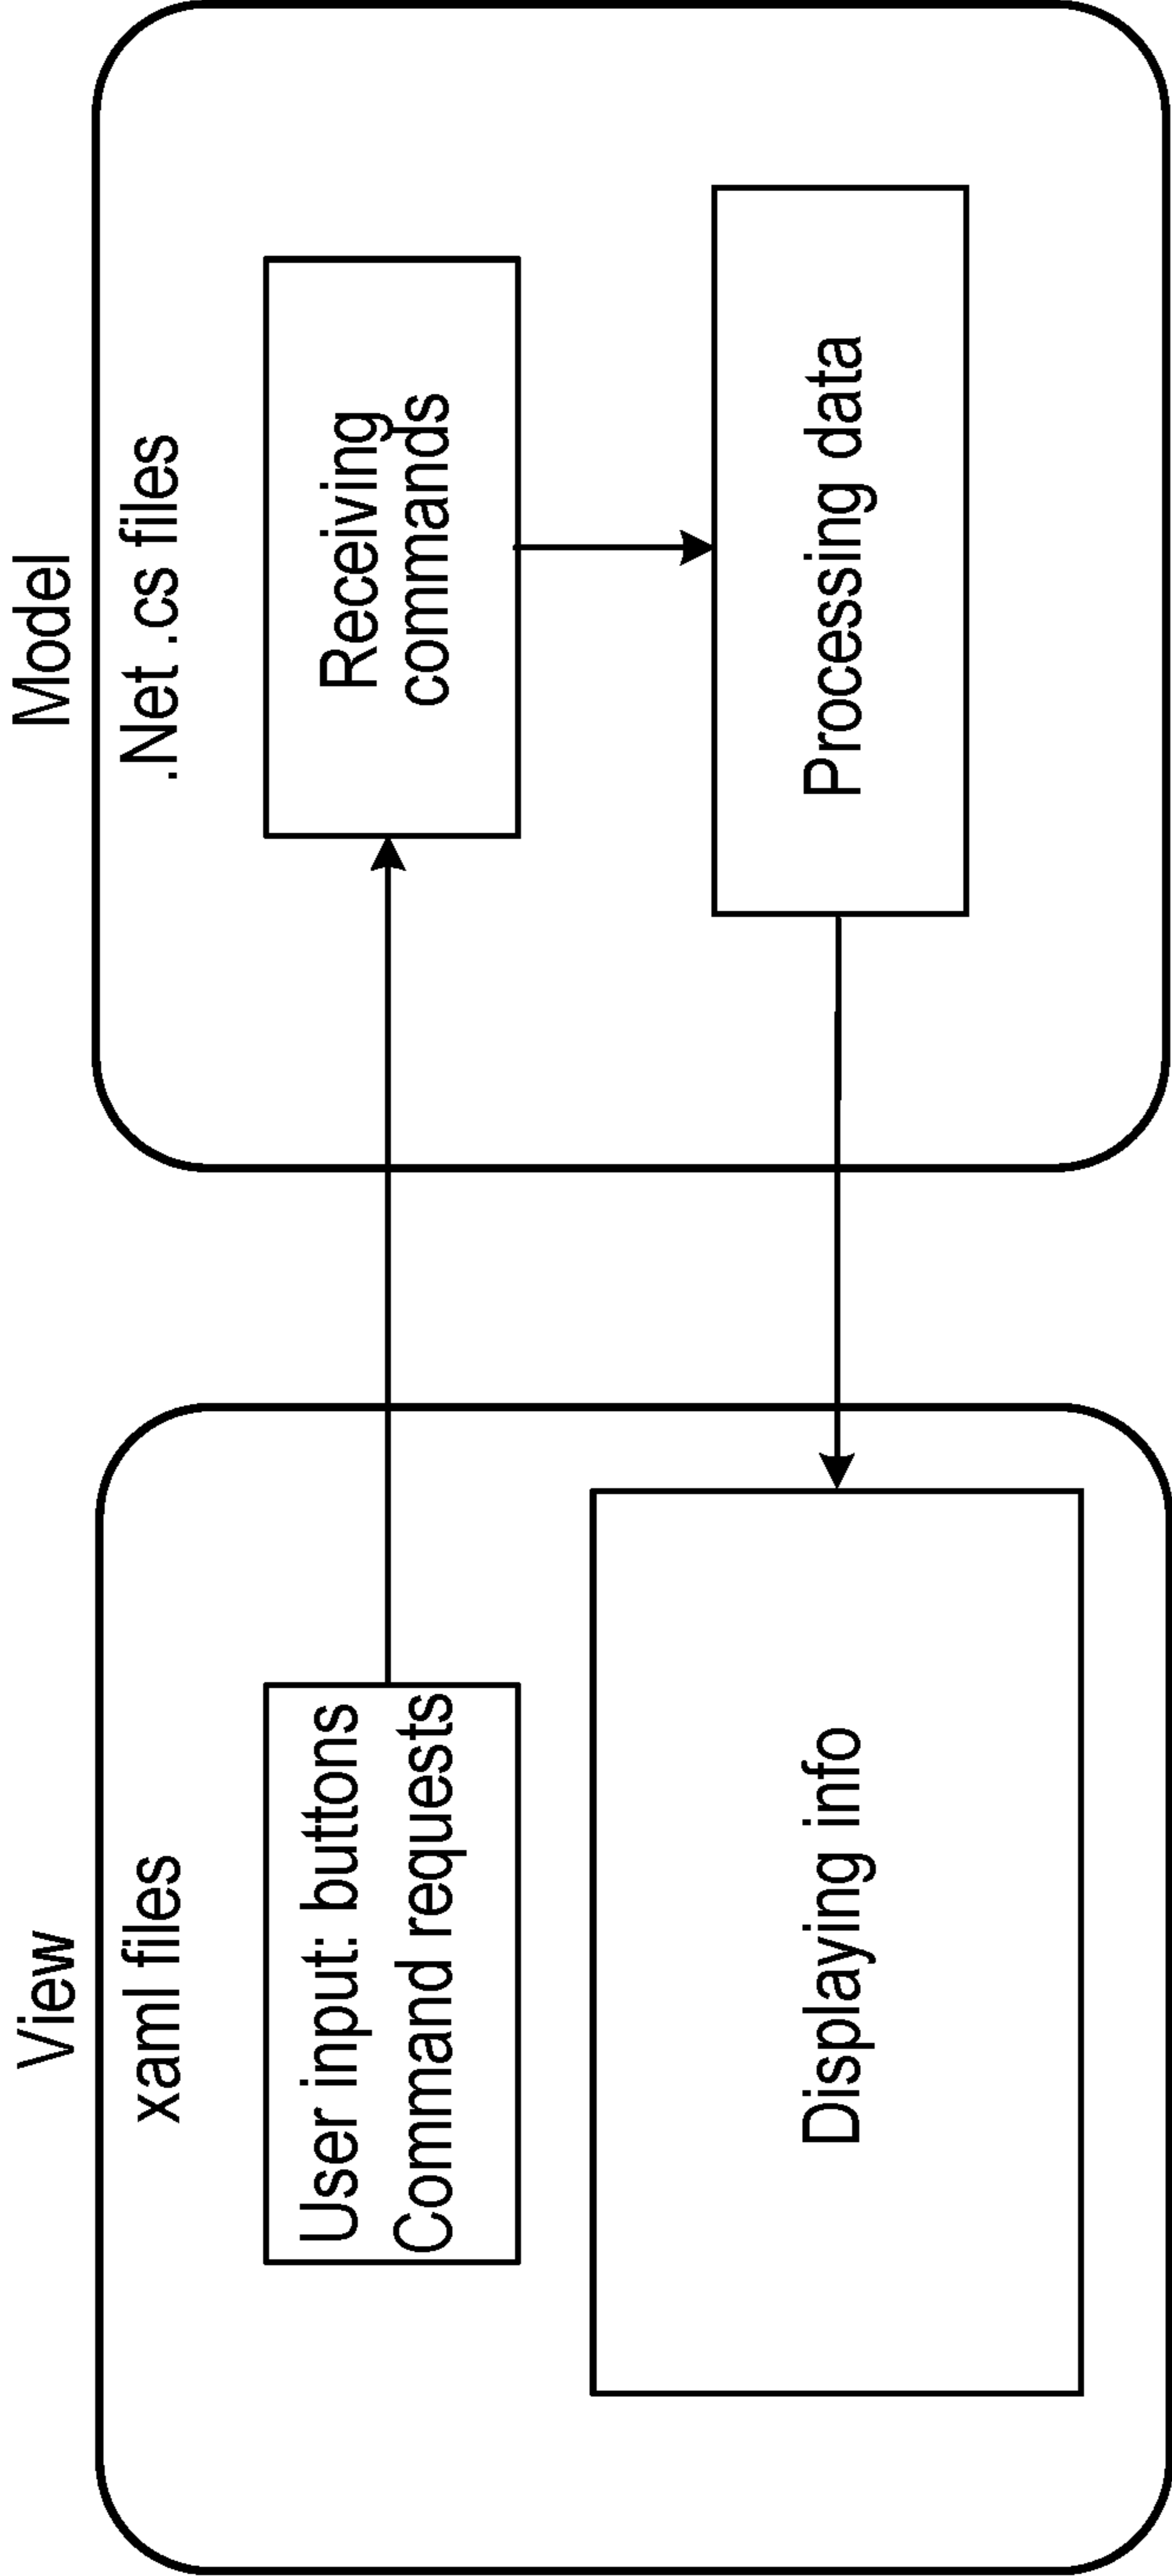 View
xaml files
User input: buttons
Command requests
Displaying info
Model
.Net .cs files
Receiving
commands
Processing data